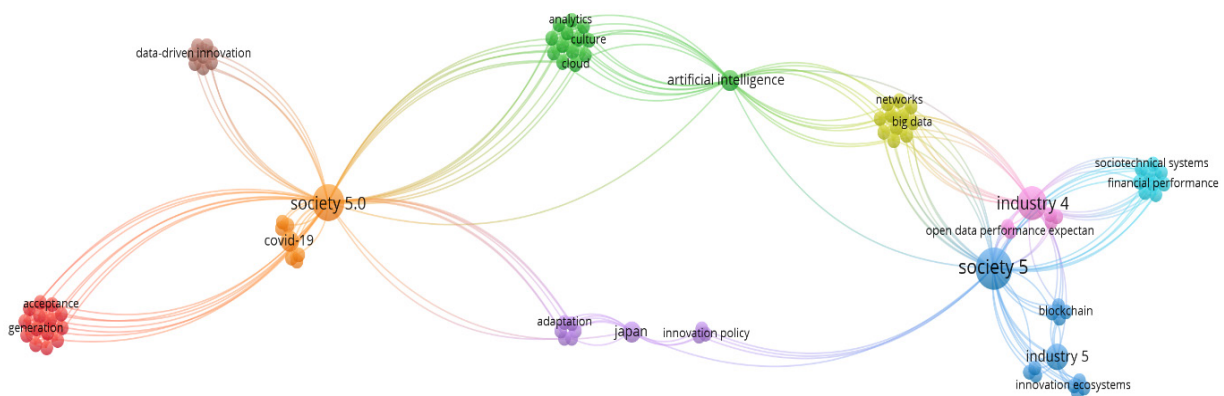 analytics
culture
data-driven innovation
cloud
artificial intelligence
networks
big data
sociotechnical systems
financial performance
society 5.0
industry 4
open data performance expectan
covid-19
society 5
acceptance
generation
blockchain
adaptation
japan
innovation policy
industry 5
innovation ecosystems